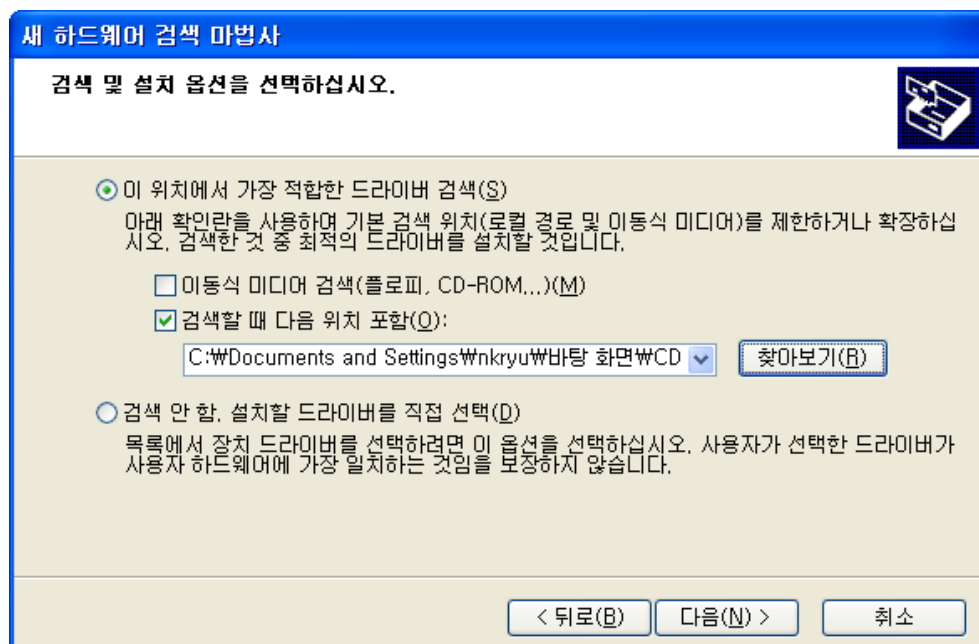 새 하드웨어 검색 마법사
검색 및 설치 옵션을 선택하십시오.
이 위치에서 가장 적합한 드라이버 검색(S)
아래 확인란을 사용하여 기본 검색 위치(로컬 경로 및 이동식 미디어)를 제한하거나 확장하십
시오. 검색한 것 중 최적의 드라이버를 설치할 것입니다.
이동식 미디어 검색(플로피, CD-ROM...)(M)
검색할 때 다음 위치 포함(O):
C:₩Documents and Settings₩nkryu₩바탕 화면₩CD
찾아보기(R)
검색 안 함. 설치할 드라이버를 직접 선택(D)
목록에서 장치 드라이버를 선택하려면 이 옵션을 선택하십시오. 사용자가 선택한 드라이버가
사용자 하드웨어에 가장 일치하는 것임을 보장하지 않습니다.
< 뒤로(B)
다음(N) >
취소